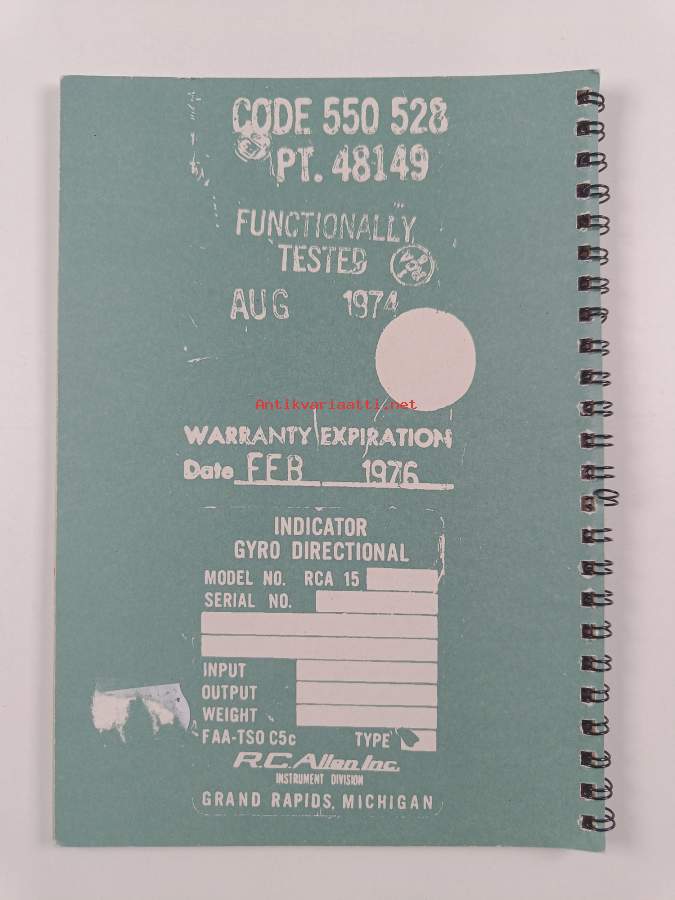 CODE 550 528
PT. 48149
FUNCTIONALLY
TESTED
AUG 1974
Antikvariaatti.net
WARRANTY EXPIRATION
Date FEB 1976
INDICATOR
GYRO DIRECTIONAL
MODEL NO. RCA 15
SERIAL NO.
INPUT
OUTPUT
WEIGHT
FAA-TSO C5c TYPE
R.C. Allen Inc.
INSTRUMENT DIVISION
GRAND RAPIDS, MICHIGAN